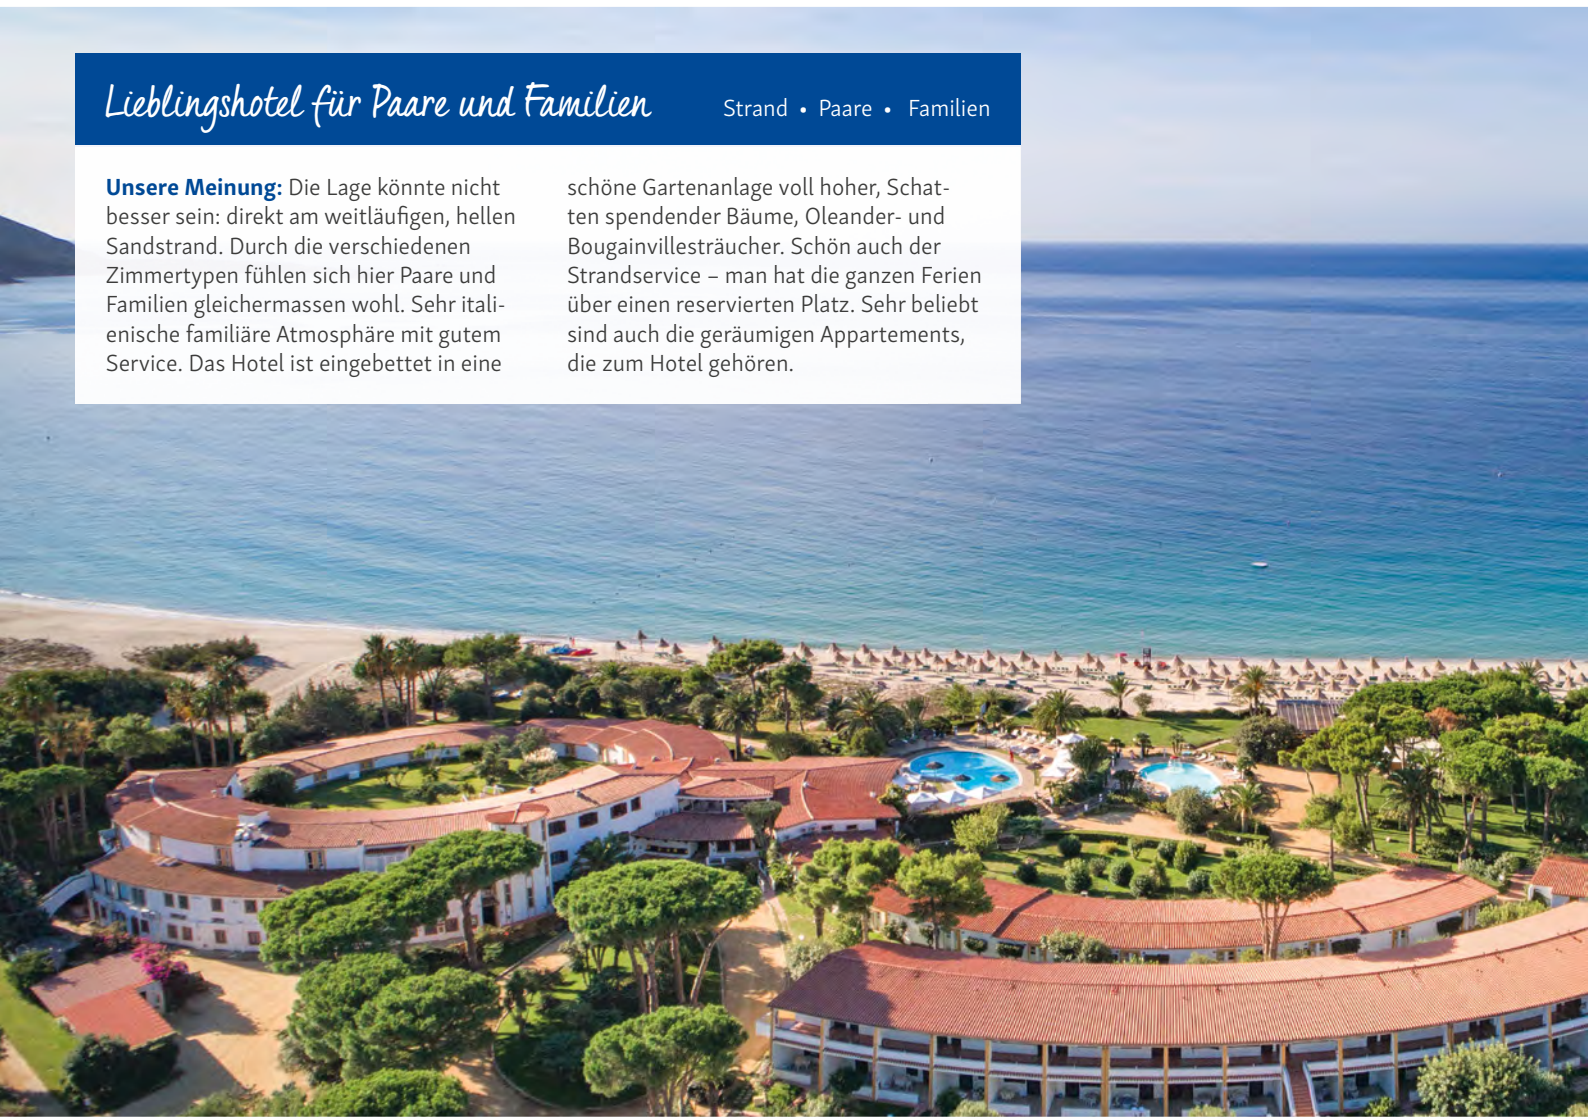 Lieblingshotel für Paare und Familien
Strand • Paare • Familien
Unsere Meinung: Die Lage könnte nicht
besser sein: direkt am weitläufigen, hellen
Sandstrand. Durch die verschiedenen
Zimmertypen fühlen sich hier Paare und
Familien gleichermassen wohl. Sehr itali-
enische familiäre Atmosphäre mit gutem
Service. Das Hotel ist eingebettet in eine
schöne Gartenanlage voll hoher, Schat-
ten spendender Bäume, Oleander- und
Bougainvillesträucher. Schön auch der
Strandservice – man hat die ganzen Ferien
über einen reservierten Platz. Sehr beliebt
sind auch die geräumigen Appartements,
die zum Hotel gehören.